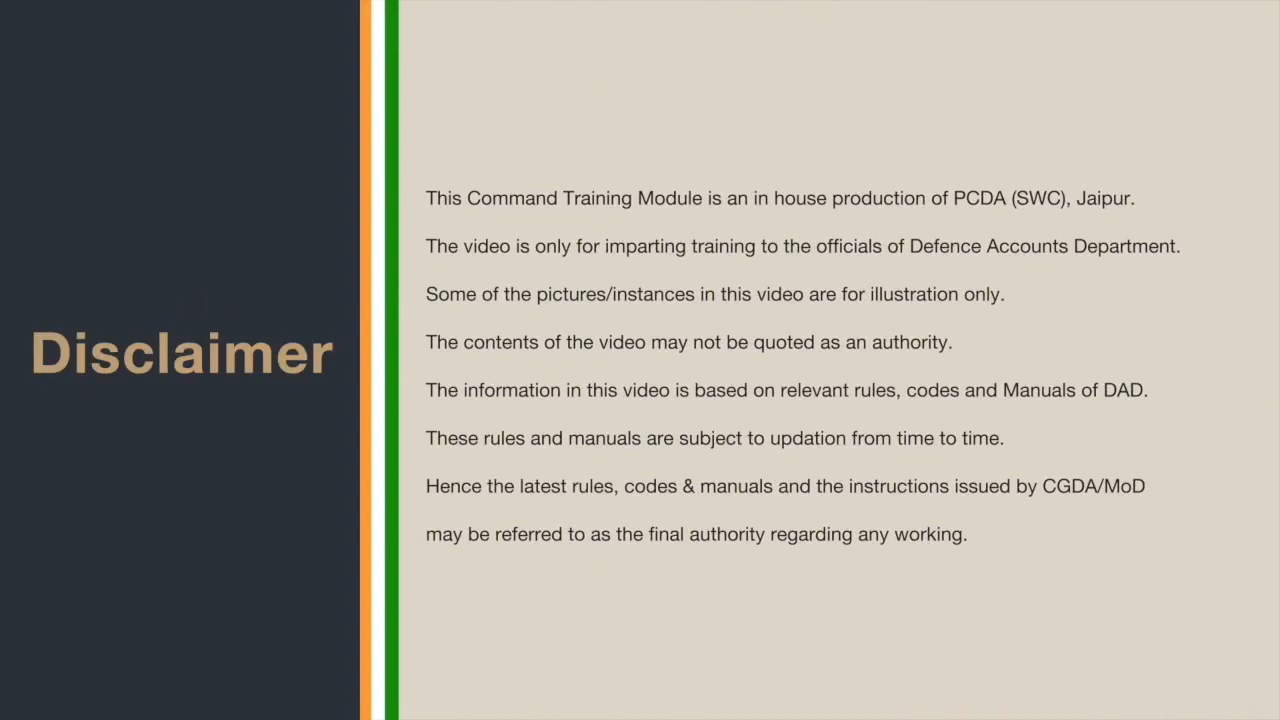 Disclaimer
This Command Training Module is an in house production of PCDA (SWC), Jaipur.
The video is only for imparting training to the officials of Defence Accounts Department.
Some of the pictures/instances in this video are for illustration only.
The contents of the video may not be quoted as an authority.
The information in this video is based on relevant rules, codes and Manuals of DAD.
These rules and manuals are subject to updation from time to time.
Hence the latest rules, codes & manuals and the instructions issued by CGDA/MoD
may be referred to as the final authority regarding any working.